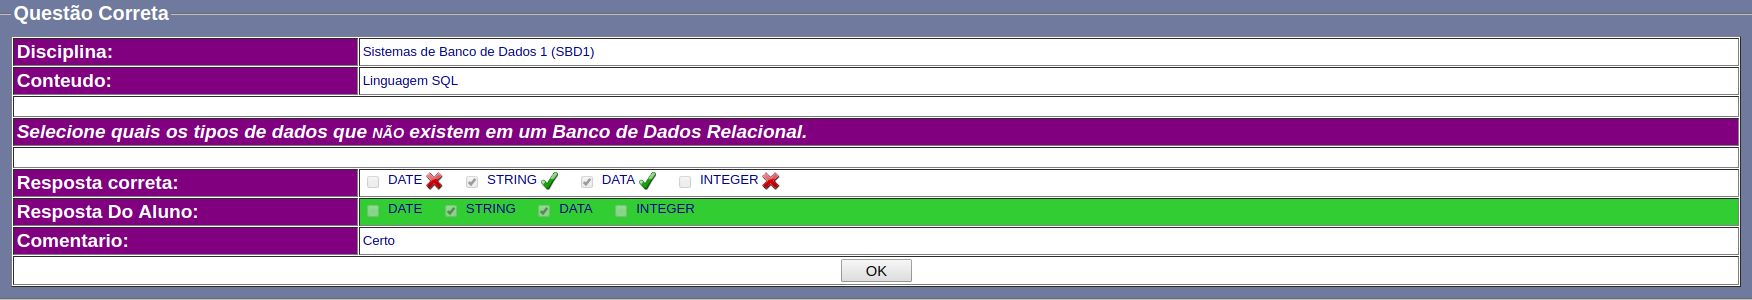 Questão Correta
Disciplina: Sistemas de Banco de Dados 1 (SBD1)
Conteudo: Linguagem SQL
Selecione quais os tipos de dados que NÃO existem em um Banco de Dados Relacional.
Resposta correta: DATE STRING DATA INTEGER
Resposta Do Aluno: DATE STRING DATA INTEGER
Comentario: Certo
OK